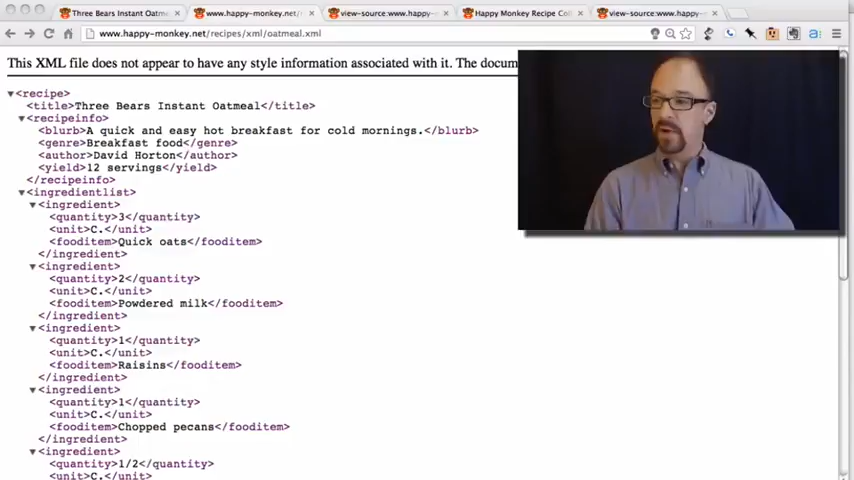 Three Bears Instant Oatm
www.happy-monkey.net/
view-source:www.happy-
Happy Monkey Recipe Col
view-source:www.happy-
www.happy-monkey.net/recipes/xml/oatmeal.xml
This XML file does not appear to have any style information associated with it. The docum
<recipe>
<title>Three Bears Instant Oatmeal</title>
<recipeinfo>
<blurb>A quick and easy hot breakfast for cold mornings.</blurb>
<genre>Breakfast food</genre>
<author>David Horton</author>
<yield>12 servings</yield>
</recipeinfo>
<ingredientlist>
<ingredient>
<quantity>3</quantity>
<unit>C.</unit>
<fooditem>Quick oats</fooditem>
</ingredient>
<ingredient>
<quantity>2</quantity>
<unit>C.</unit>
<fooditem>Powdered milk</fooditem>
</ingredient>
<ingredient>
<quantity>1</quantity>
<unit>C.</unit>
<fooditem>Raisins</fooditem>
</ingredient>
<ingredient>
<quantity>1</quantity>
<unit>C.</unit>
<fooditem>Chopped pecans</fooditem>
</ingredient>
<ingredient>
<quantity>1/2</quantity>
<unit>C.</unit>